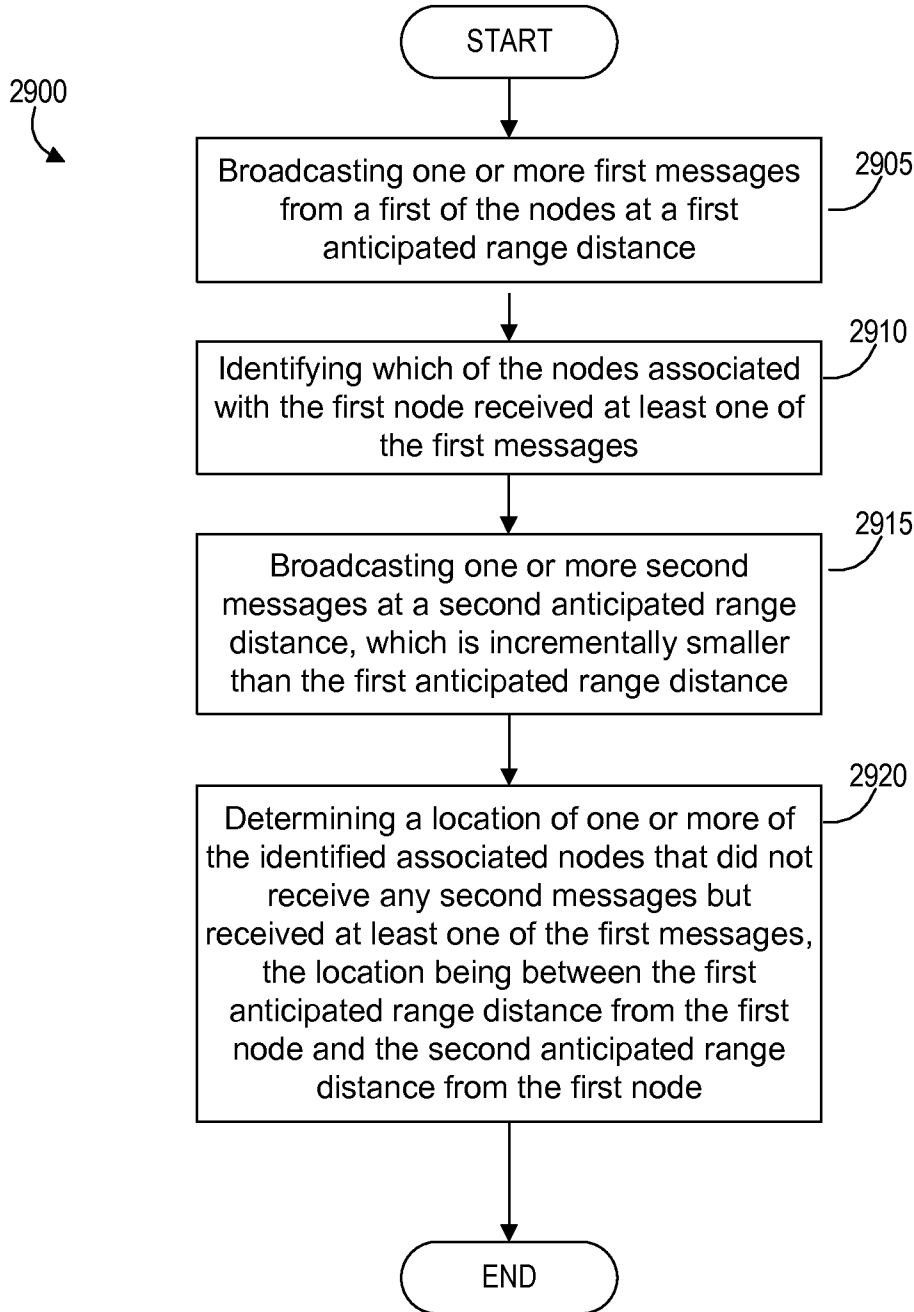 START
2900
Broadcasting one or more first messages
from a first of the nodes at a first
anticipated range distance
2905
Identifying which of the nodes associated
with the first node received at least one of
the first messages
2910
Broadcasting one or more second
messages at a second anticipated range
distance, which is incrementally smaller
than the first anticipated range distance
2915
Determining a location of one or more of
the identified associated nodes that did not
receive any second messages but
received at least one of the first messages,
the location being between the first
anticipated range distance from the first
node and the second anticipated range
distance from the first node
2920
END